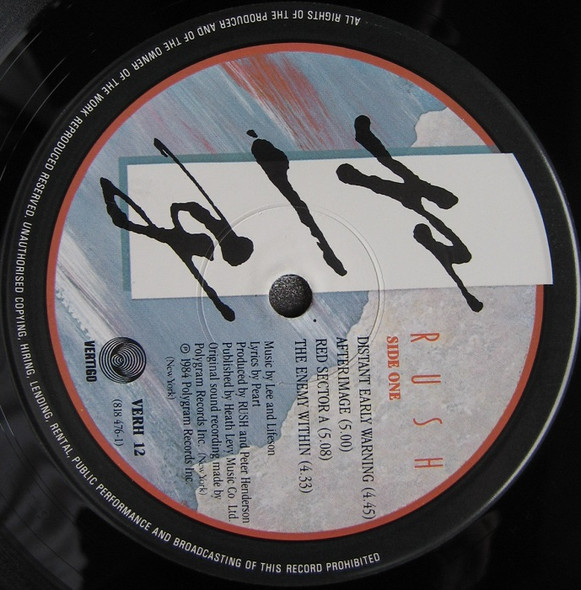 RUSH
SIDE ONE
DISTANT EARLY WARNING (4.45)
AFTERIMAGE (5.00)
RED SECTOR A (5.08)
THE ENEMY WITHIN (4.33)
Music by Lee and Lifeson
Lyrics by Peart
Produced by RUSH and Peter Henderson
Published by Heath Levy Music Co Ltd.
Original sound recording made by
Polygram Records Inc. (New York)
℗ 1984 Polygram Records Inc
(New York)
VERTIGO
VERH 12
(818 476-1)
ALL RIGHTS OF THE PRODUCER AND OF THE OWNER OF THE WORK REPRODUCED RESERVED. UNAUTHORISED COPYING, HIRING, LENDING, RENTAL PUBLIC PERFORMANCE AND BROADCASTING OF THIS RECORD PROHIBITED